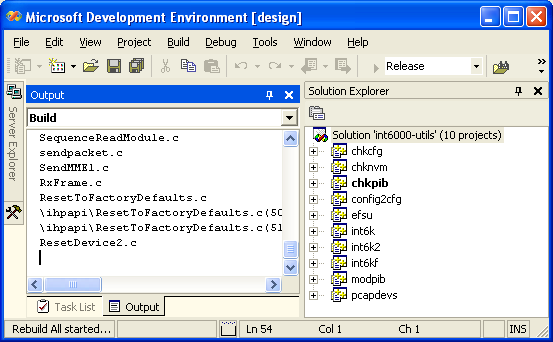 Microsoft Development Environment [design]
File Edit View Project Build Debug Tools Window Help
Release
Server Explorer
Output
Build
SequenceReadModule.c
sendpacket.c
SendMME1.c
RxFrame.c
ResetToFactoryDefaults.c
\ihpapi\ResetToFactoryDefaults.c(50
\ihpapi\ResetToFactoryDefaults.c(51
ResetDevice2.c
Task List Output
Solution Explorer
Solution 'int6000-utils' (10 projects)
chkcfg
chknvm
chkpib
config2cfg
efsu
int6k
int6k2
int6kf
modpib
pcapdevs
Rebuild All started... Ln 54 Col 1 Ch 1 INS